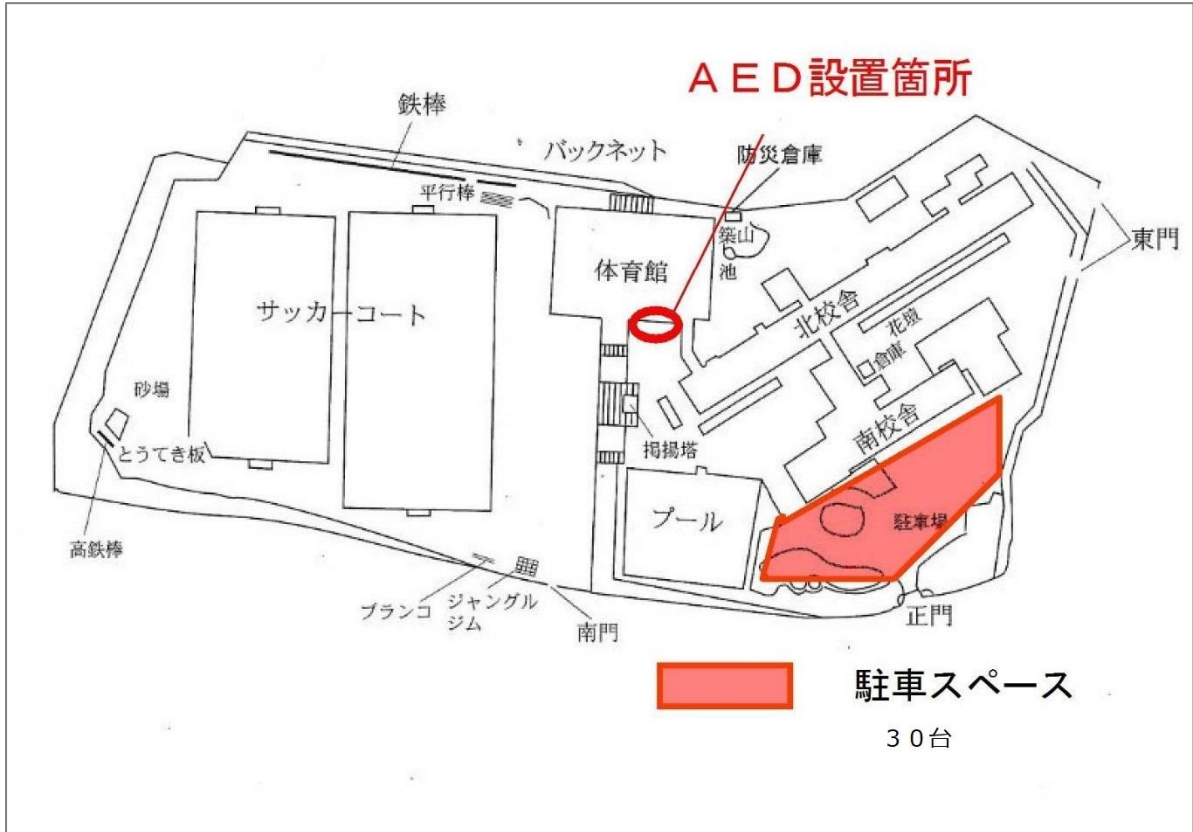 AED設置箇所
鉄棒
バックネット
防災倉庫
平行棒
築山
池
東門
体育館
サッカーコート
北校舎
花壇
倉庫
砂場
とうてき板
掲揚塔
南校舎
プール
駐車場
高鉄棒
ブランコ
ジャングル
ジム
南門
正門
駐車スペース
30台